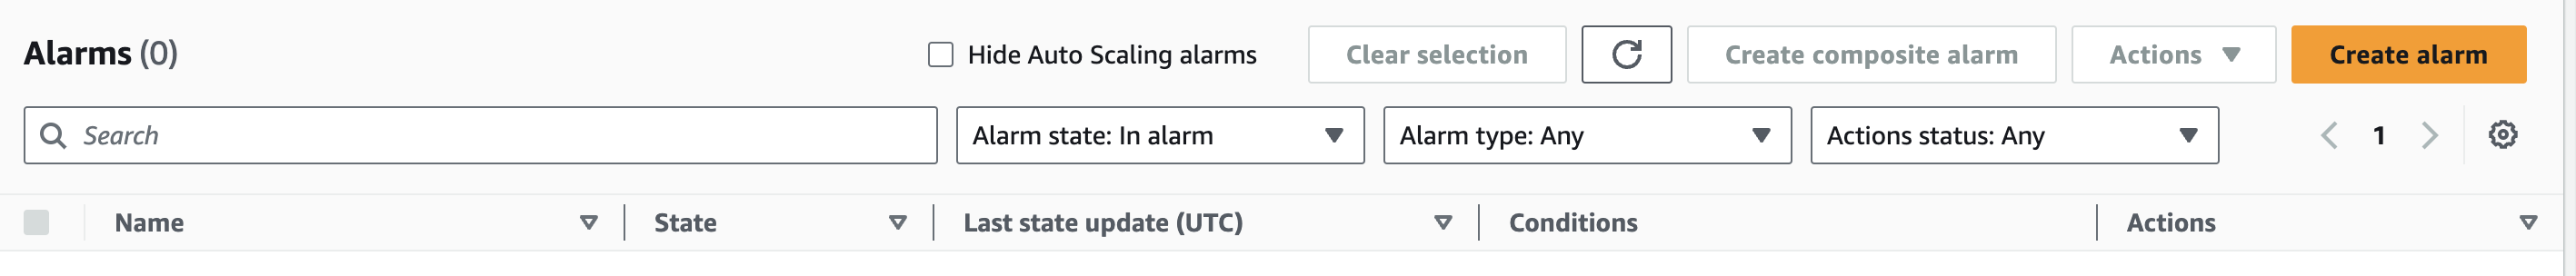 Alarms (0) Hide Auto Scaling alarms Clear selection Create composite alarm Actions Create alarm
Search Alarm state: In alarm Alarm type: Any Actions status: Any 1
Name State Last state update (UTC) Conditions Actions